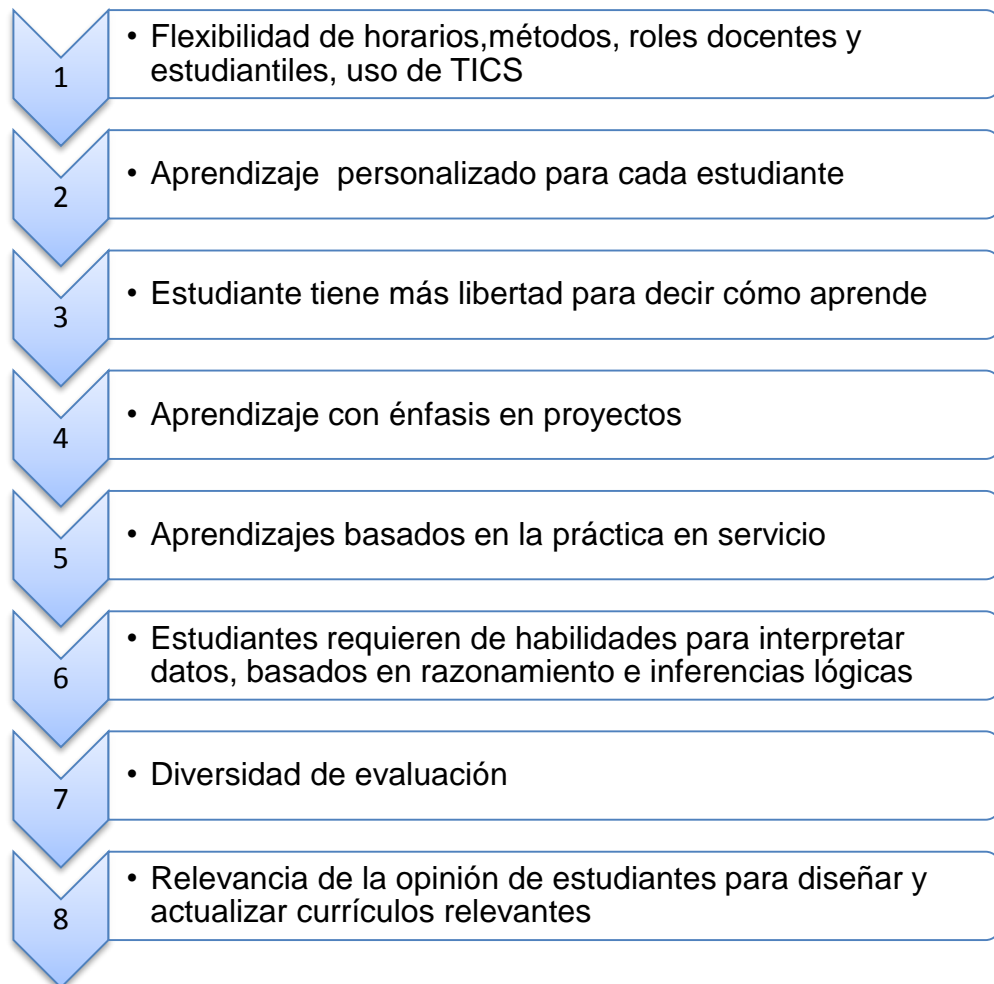 1
• Flexibilidad de horarios,métodos, roles docentes y
estudiantiles, uso de TICS
2
• Aprendizaje  personalizado para cada estudiante
3
• Estudiante tiene más libertad para decir cómo aprende
4
• Aprendizaje con énfasis en proyectos
5
• Aprendizajes basados en la práctica en servicio
6
• Estudiantes requieren de habilidades para interpretar
datos, basados en razonamiento e inferencias lógicas
7
• Diversidad de evaluación
8
• Relevancia de la opinión de estudiantes para diseñar y
actualizar currículos relevantes